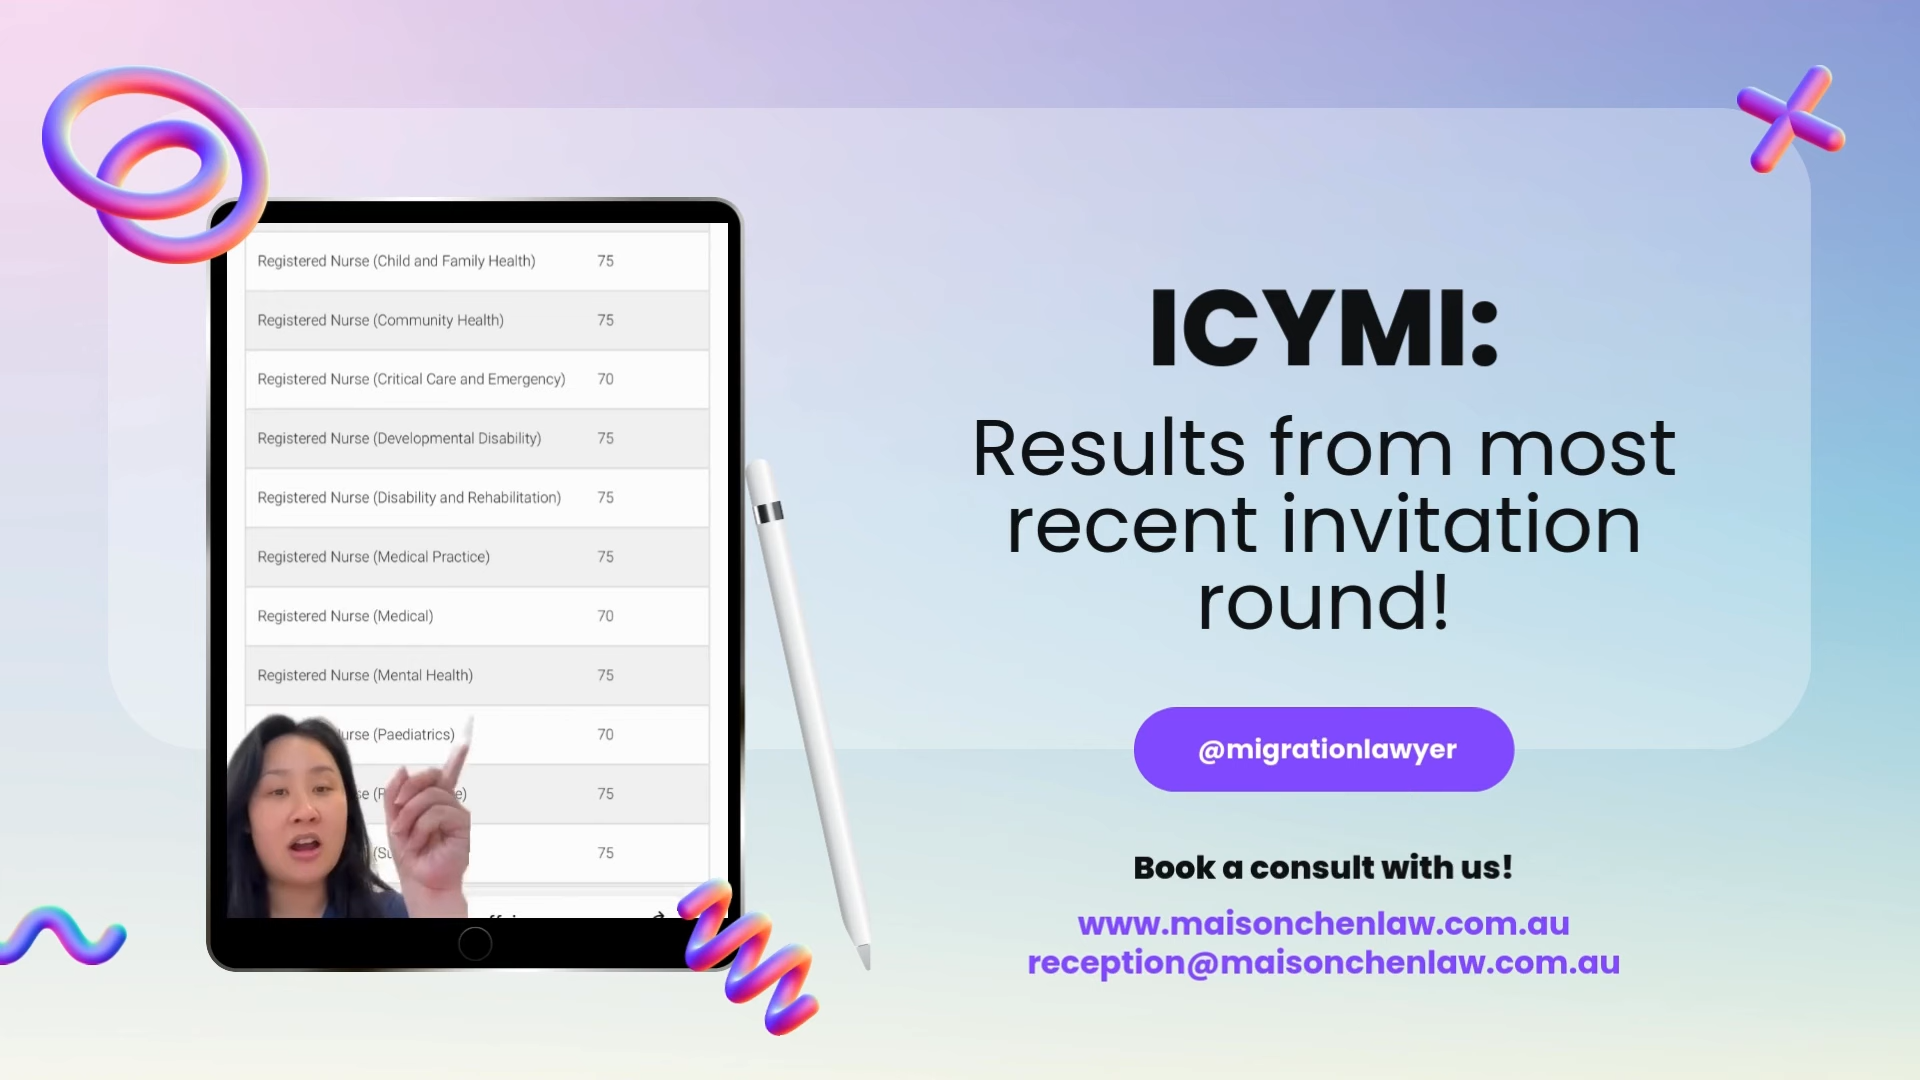 Registered Nurse (Child and Family Health) 75
Registered Nurse (Community Health) 75
Registered Nurse (Critical Care and Emergency) 70
Registered Nurse (Developmental Disability) 75
Registered Nurse (Disability and Rehabilitation) 75
Registered Nurse (Medical Practice) 75
Registered Nurse (Medical) 70
Registered Nurse (Mental Health) 75
(Paediatrics) 70
75
75
ICYMI:
Results from most
recent invitation
round!
@migrationlawyer
Book a consult with us!
www.maisonchenlaw.com.au
reception@maisonchenlaw.com.au